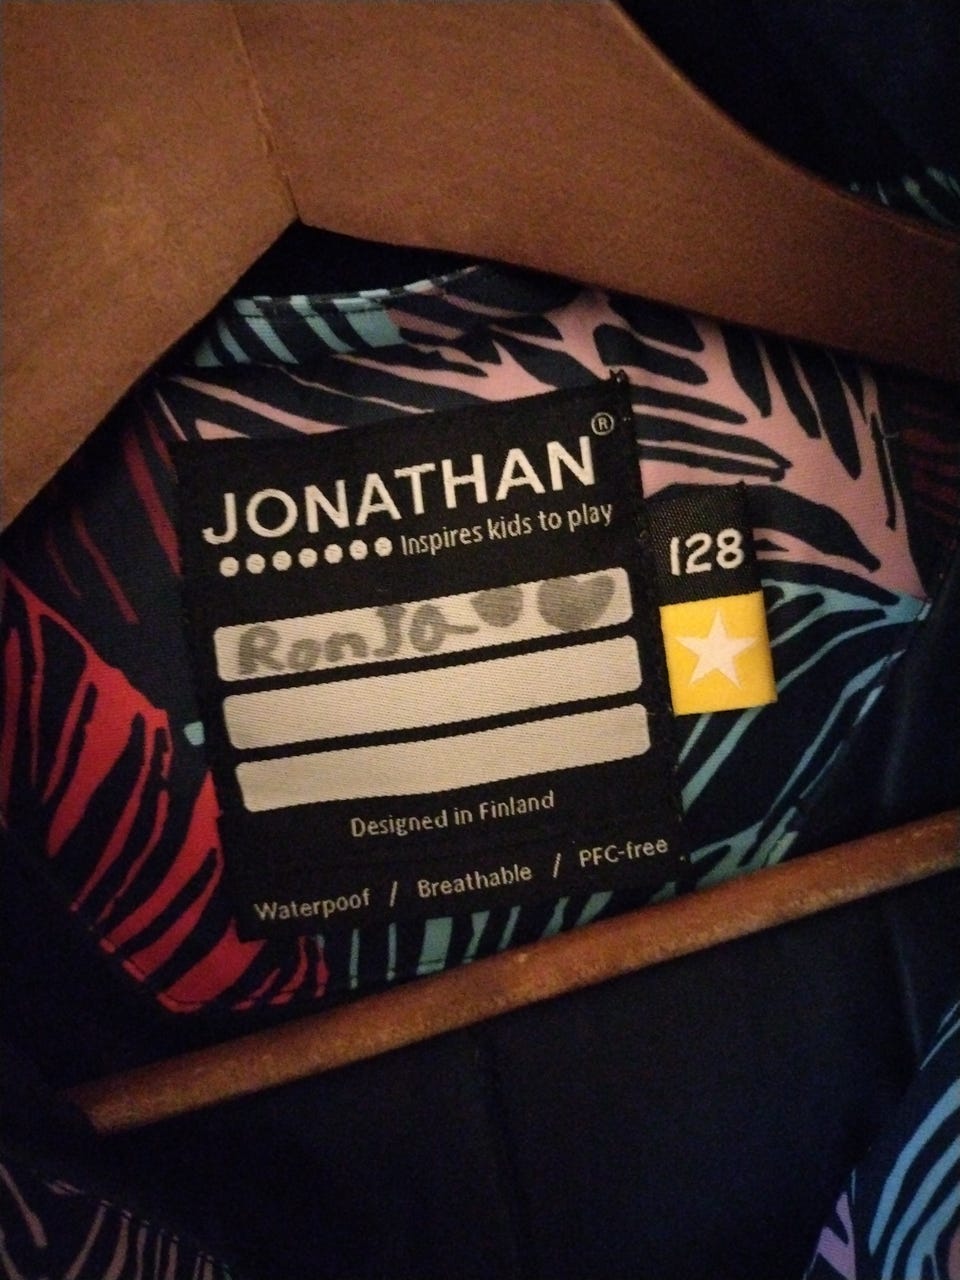 JONATHAN®
Inspires kids to play
128
Ronja
Designed in Finland
Waterpoof / Breathable / PFC-free